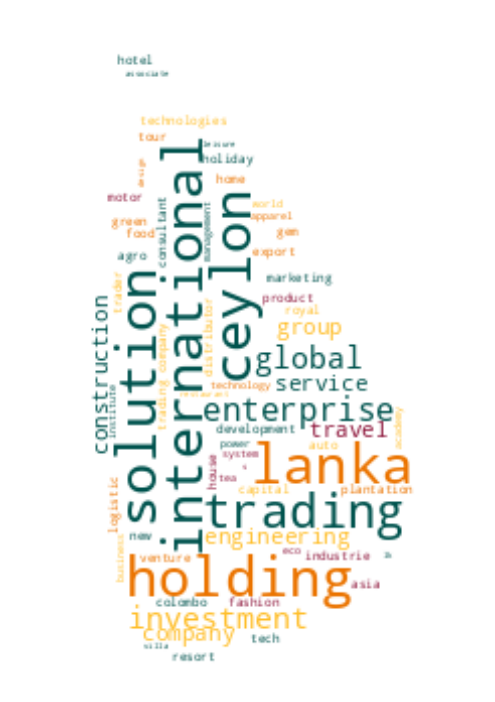 hotel
associate
technologies
tour
leisure
holiday
design
home
motor
world
apparel
green
food
consultant
management
international
ceylon
gem
export
agro
marketing
trader
solution
product
distributor
royal
group
construction
trading company
global
service
technology
institute
restaurant
enterprise
academy
development
travel
power
auto
system
s
lanka
house
tea
capital
plantation
logistic
trading
new
engineering
business
venture
eco
industrie
holding
asia
colombo
fashion
investment
company
tech
villa
resort